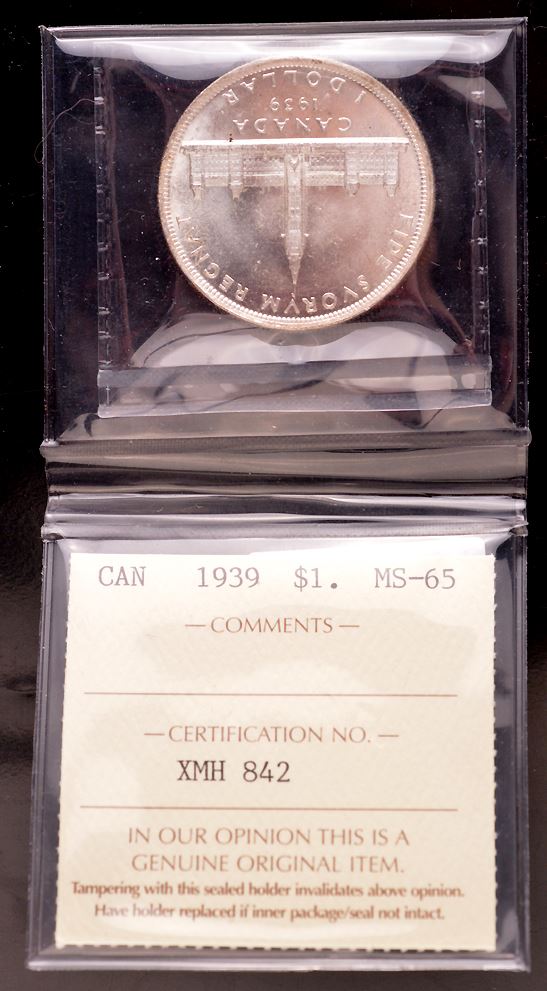 1 DOLLAR
1939
CANADA
FIDE SVORVM REGNAT
CAN 1939 $1. MS-65
— COMMENTS —
— CERTIFICATION NO. —
XMH 842
IN OUR OPINION THIS IS A
GENUINE ORIGINAL ITEM.
Tampering with this sealed holder invalidates above opinion.
Have holder replaced if inner package/seal not intact.